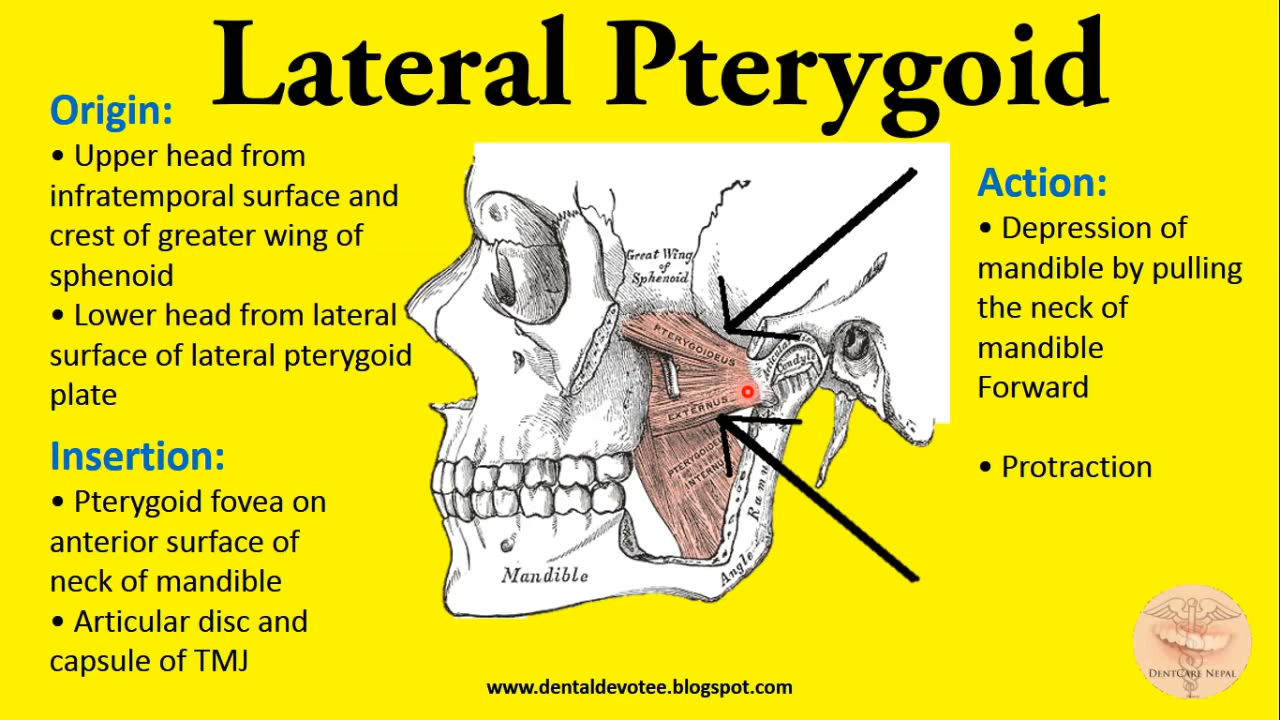 Lateral Pterygoid
Origin:
• Upper head from
infratemporal surface and
crest of greater wing of
sphenoid
• Lower head from lateral
surface of lateral pterygoid
plate
Insertion:
• Pterygoid fovea on
anterior surface of
neck of mandible
• Articular disc and
capsule of TMJ
Great Wing
of
Sphenoid
PTERYGOIDEUS
EXTERNUS
Condyle
Mandible
Angle
Action:
• Depression of
mandible by pulling
the neck of
mandible
Forward
• Protraction
DENTCARE NEPAL
www.dentaldevotee.blogspot.com